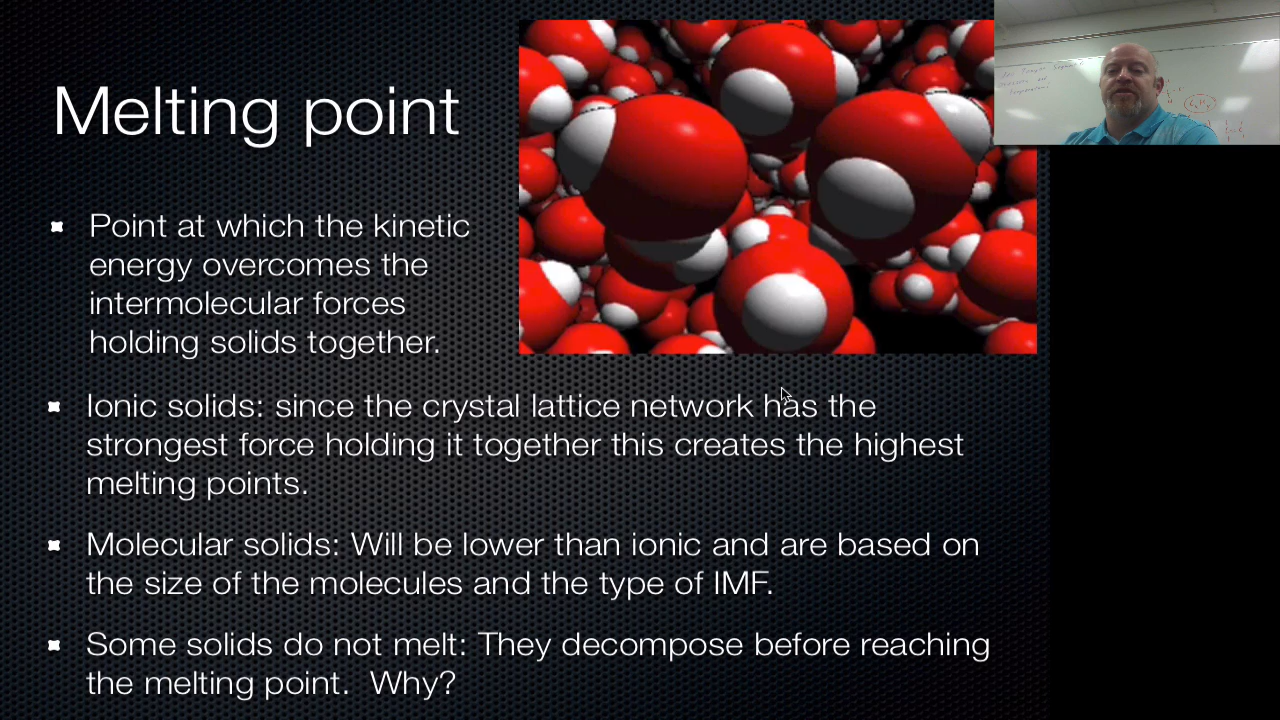 Melting point
Point at which the kinetic
energy overcomes the
intermolecular forces
holding solids together.
Ionic solids: since the crystal lattice network has the
strongest force holding it together this creates the highest
melting points.
Molecular solids: Will be lower than ionic and are based on
the size of the molecules and the type of IMF.
Some solids do not melt: They decompose before reaching
the melting point.  Why?